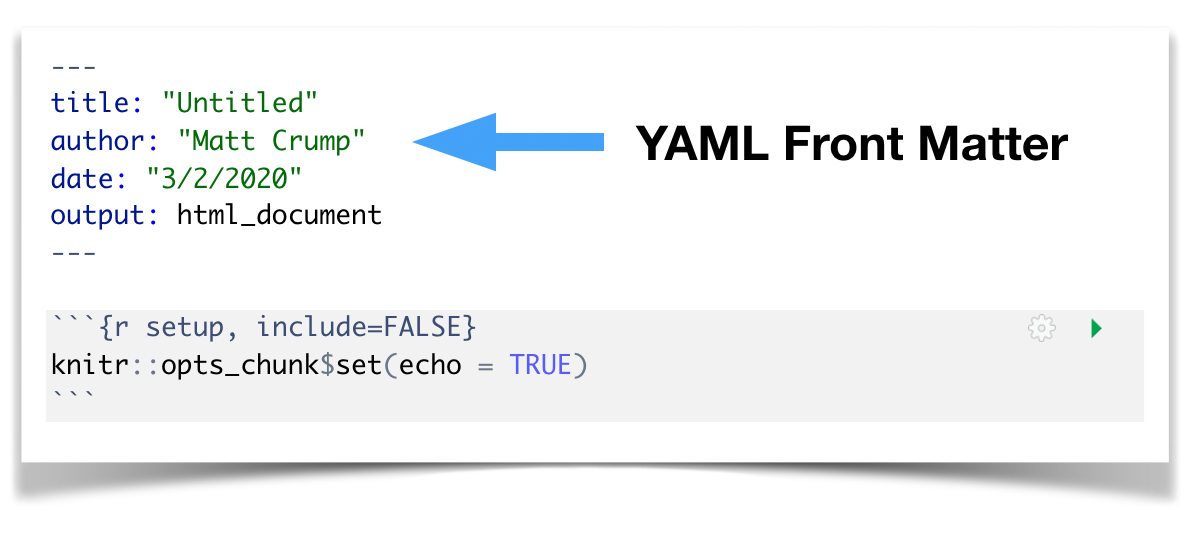 ---
title: "Untitled"
author: "Matt Crump"
YAML Front Matter
date: "3/2/2020"
output: html_document
---
```{r setup, include=FALSE}
knitr::opts_chunk$set(echo = TRUE)
```